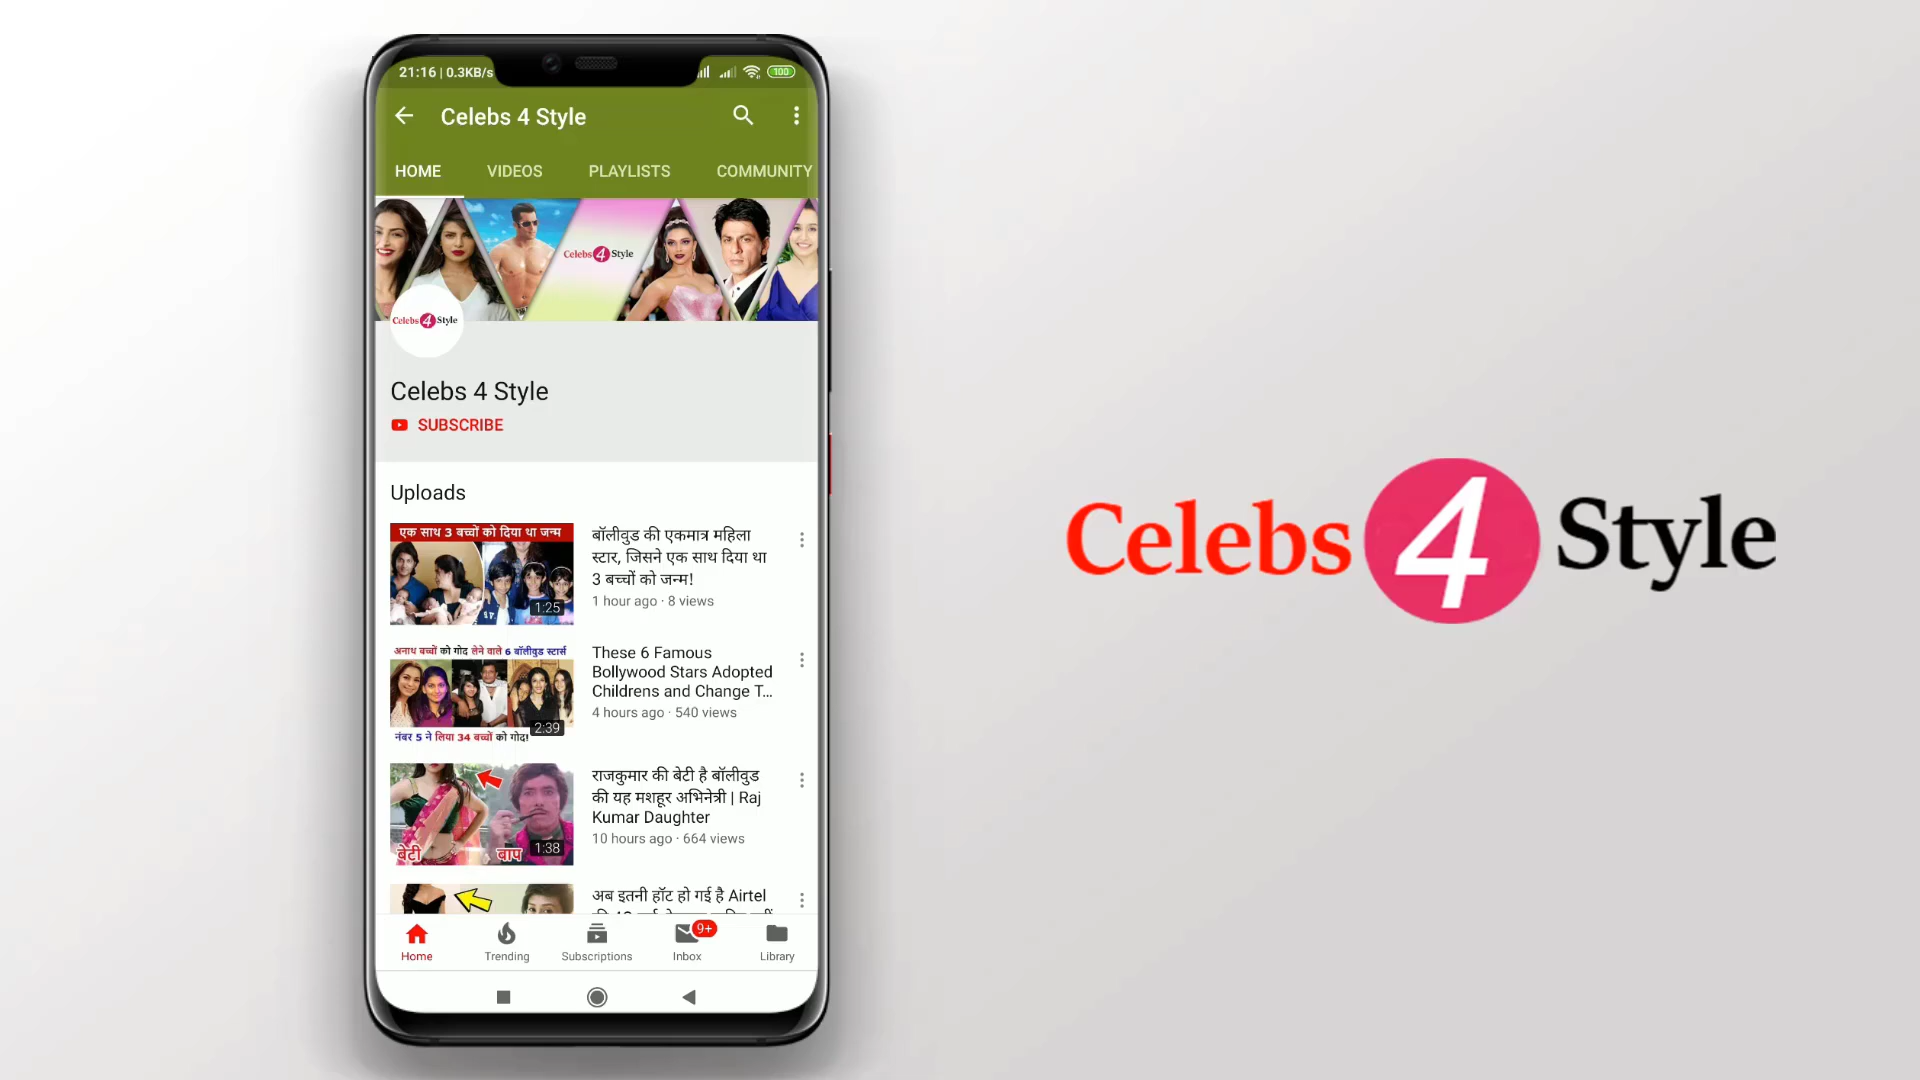 21:16 | 0.3KB/s
100
Celebs 4 Style
HOME VIDEOS PLAYLISTS COMMUNITY
Celebs 4 Style
Celebs 4 Style
Celebs 4 Style
SUBSCRIBE
Uploads
एक साथ 3 बच्चों को दिया था जन्म
1:25
बॉलीवुड की एकमात्र महिला
स्टार, जिसने एक साथ दिया था
3 बच्चों को जन्म!
1 hour ago · 8 views
अनाथ बच्चों को गोद लेने वाले 6 बॉलीवुड स्टार्स
2:39
नंबर 5 ने लिया 34 बच्चों को गोद!
These 6 Famous
Bollywood Stars Adopted
Childrens and Change T...
4 hours ago · 540 views
बेटी
बाप
1:38
राजकुमार की बेटी है बॉलीवुड
की यह मशहूर अभिनेत्री | Raj
Kumar Daughter
10 hours ago · 664 views
अब इतनी हॉट हो गई है Airtel
Home Trending Subscriptions Inbox Library
9+
Celebs 4 Style